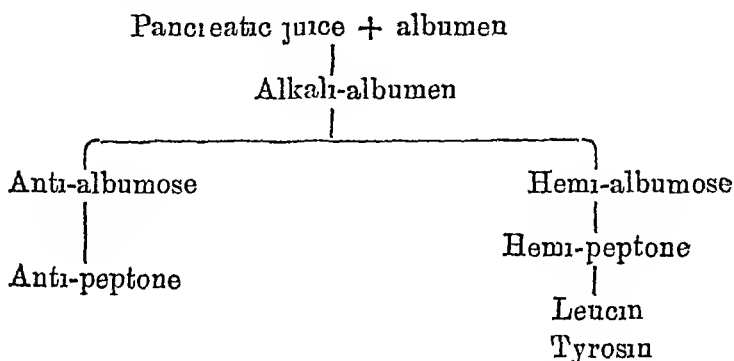 Pancreatic juice + albumen
Alkali-albumen
Anti-albumose Hemi-albumose
Hemi-peptone
Anti-peptone
Leucin
Tyrosin